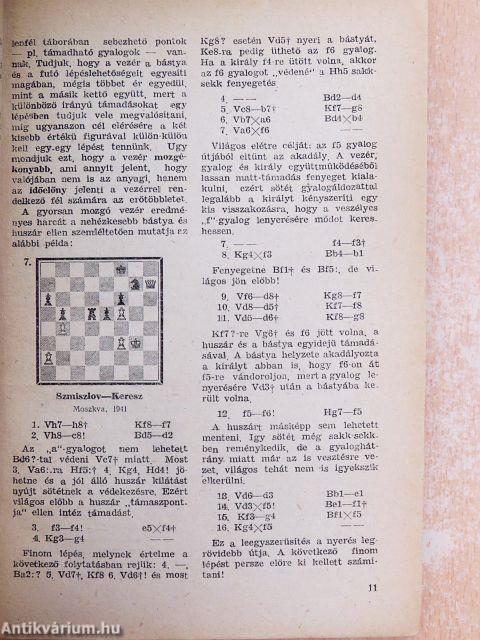 lenfél táborában sebezhető pontok
— pl. támadható gyalogok — van-
nak. Tudjuk, hogy a vezér a bástya
és a futó lépéslehetőségeit egyesíti
magában, mégis többet ér egyedül,
mint a másik kettő együtt, mert a
különböző irányú támadásokat egy
lépésben tudjuk vele megvalósítani,
míg ugyanazon cél elérésére a két
kisebb értékű figurával külön-külön
kell egy-egy lépést tennünk. Úgy
mondjuk ezt, hogy a vezér mozgé-
konyabb, ami annyit jelent, hogy
valójában nem is az anyagi, hanem
az időelőny jelenti a vezérrel ren-
delkező fél számára az erőtöbbletet.
A gyorsan mozgó vezér eredmé-
nyes harcát a nehézkesebb bástya és
huszár ellen szemléltetően mutatja az
alábbi példa:
7.
Szmiszlov—Keresz
Moszkva, 1941
1. Vh7—h8† Kf8—f7
2. Vh8—c8! Bd5—d2
Az „a"-gyalogot nem lehetett
Bd6?-tal védeni Vc7† miatt. Most
3. Va6:.ra Hf5:† 4. Kg4, Hd4! jö-
hetne és a jól álló huszár kilátást
nyújt sötétnek a védekezésre. Ezért
világos előbb a huszár „támaszpont-
ja" ellen intéz támadást.
3. f3—f4! e5×f4†
4. Kg3—g4
Finom lépés, melynek értelme a
következő folytatásban rejlik: 4. —,
Ba2:? 5. Vd7†, Kf8 6. Vd6†! és most
Kg8? esetén Vd5† nyeri a bástyát,
Ke8-ra pedig üthető az f6 gyalog.
Ha a király f4-re ütött volna, akkor
az f6 gyalogot „védené" a Hh5 sakk-
sekk fenyegetés
4. — — Bd2—d4
5. Vc8—b7† Kf7—g8
6. Vb7×a6 Bd4×b4
7. Va6×f6 —
Világos elérte célját: az f5 gyalog
útjából eltűnt az akadály. A vezér,
gyalog és király együttműködéséből
lassan matt-támadás fenyeget kiala-
kulni, ezért sötét gyalogáldozattal
legalább a királyt kényszeríti egy
kis visszakozásra, hogy a veszélyes
„f"-gyalog lenyerésére módot keres-
hessen.
7. — — f4—f3†
8. Kg4×f3 Bb4—b1
Fenyegetne Bf1† és Bf5:, de vi-
lágos jön előbb!
9. Vf6—d8† Kg8—f7
10. Vd8—d5† Kf7—f8
11. Vd5—d6† Kf8—g8
Kf7?-re Vg6† és f6 jött volna, a
huszár és a bástya egyidejű támadá-
sával. A bástya helyzete akadályozta
a királyt abban is, hogy f6-on át
f5-re vándoroljon, mert a gyalog le-
nyerésére Vd3† után a bástyába ke-
rült volna.
12. f5—f6! Hg7—f5
A huszárt másképp sem lehetett
menteni. Így sötét még sakk-sekk-
ben reménykedik, de a gyaloghát-
rány miatt már az is vesztésre ve-
zet, világos tehát nem is igyekszik
elkerülni.
13. Vd6—d3 Bb1—e1
14. Vd3×f5! Be1—f1†
15. Kf3—g4 Bf1×f5
16. Kg4×f5 — —
Ez a leegyszerűsítés a nyerés leg-
rövidebb útja. A következő finom
lépést persze előre ki kellett számí-
tani!
11
Antikvárium.hu